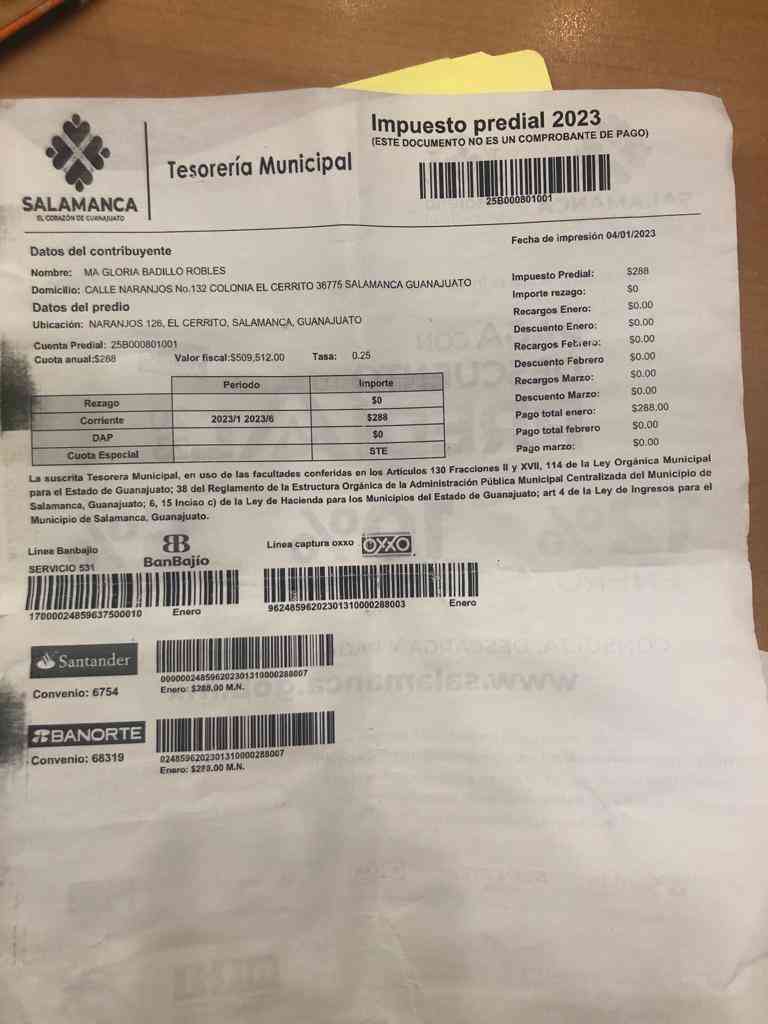 Impuesto predial 2023
(ESTE DOCUMENTO NO ES UN COMPROBANTE DE PAGO)
SALAMANCA
EL CORAZÓN DE GUANAJUATO
Tesorería Municipal
25B000801001
Fecha de impresión 04/01/2023
Datos del contribuyente
Nombre: MA GLORIA BADILLO ROBLES
Domicilio: CALLE NARANJOS No.132 COLONIA EL CERRITO 36775 SALAMANCA GUANAJUATO
Datos del predio
Ubicación: NARANJOS 126, EL CERRITO, SALAMANCA, GUANAJUATO
Cuenta Predial: 25B000801001
Cuota anual:$288 Valor fiscal:$509,512.00 Tasa: 0.25
Periodo Importe
Rezago $0
Corriente 2023/1 2023/6 $288
DAP $0
Cuota Especial STE
Impuesto Predial: $288
Importe rezago: $0
Recargos Enero: $0.00
Descuento Enero: $0.00
Recargos Febrero: $0.00
Descuento Febrero $0.00
Recargos Marzo: $0.00
Descuento Marzo: $0.00
Pago total enero: $288.00
Pago total febrero $0.00
Pago marzo: $0.00
La suscrita Tesorera Municipal, en uso de las facultades conferidas en los Artículos 130 Fracciones II y XVII, 114 de la Ley Orgánica Municipal
para el Estado de Guanajuato; 38 del Reglamento de la Estructura Orgánica de la Administración Pública Municipal Centralizada del Municipio de
Salamanca, Guanajuato; 6, 15 Inciso c) de la Ley de Hacienda para los Municipios del Estado de Guanajuato; art 4 de la Ley de Ingresos para el
Municipio de Salamanca, Guanajuato.
Linea Banbajio
BanBajío
SERVICIO 531
17000024859637500010 Enero
Linea captura oxxo OXXO
96248596202301310000288003 Enero
Santander
Convenio: 6754
000000248596202301310000288007
Enero: $288.00 M.N.
BANORTE
Convenio: 68319
0248596202301310000288007
Enero: $288.00 M.N.